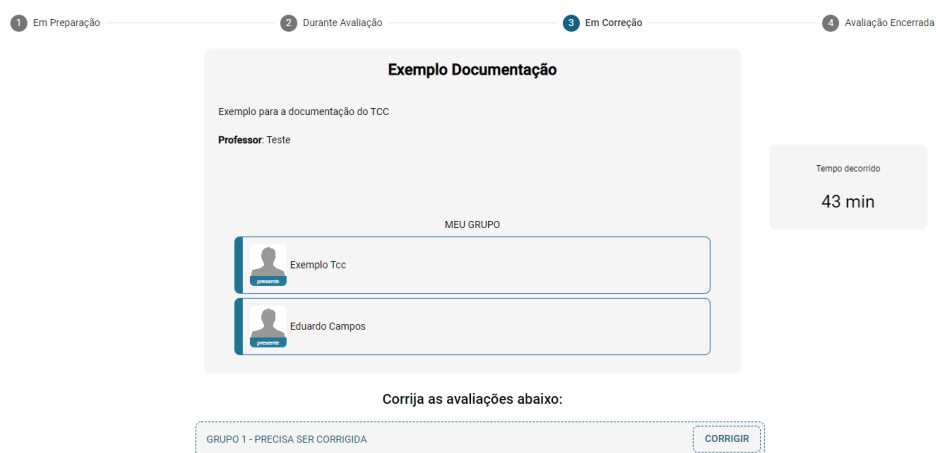 1 Em Preparação
2 Durante Avaliação
3 Em Correção
4 Avaliação Encerrada
Exemplo Documentação
Exemplo para a documentação do TCC
Professor: Teste
Tempo decorrido
43 min
MEU GRUPO
Exemplo Tcc
presente
Eduardo Campos
presente
Corrija as avaliações abaixo:
GRUPO 1 - PRECISA SER CORRIGIDA
CORRIGIR